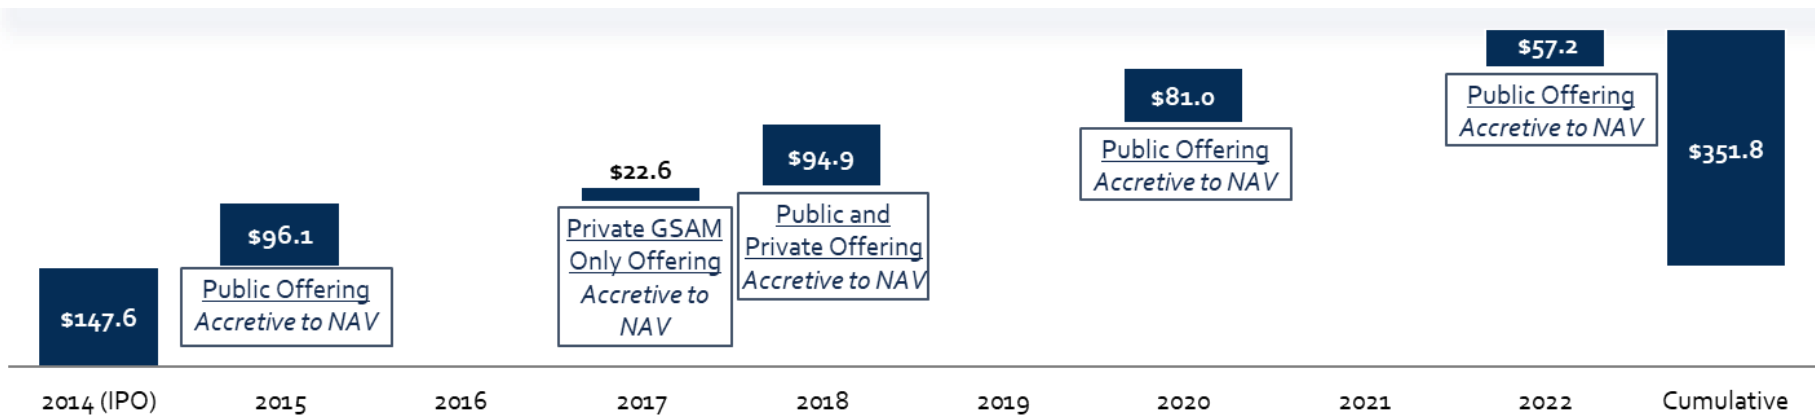 $57.2
Public Offering
Accretive to NAV
$351.8
$81.0
Public Offering
Accretive to NAV
$94.9
Public and
Private Offering
Accretive to NAV
$22.6
Private GSAM
Only Offering
Accretive to
NAV
$96.1
Public Offering
Accretive to NAV
$147.6
2014 (IPO) 2015 2016 2017 2018 2019 2020 2021 2022 Cumulative